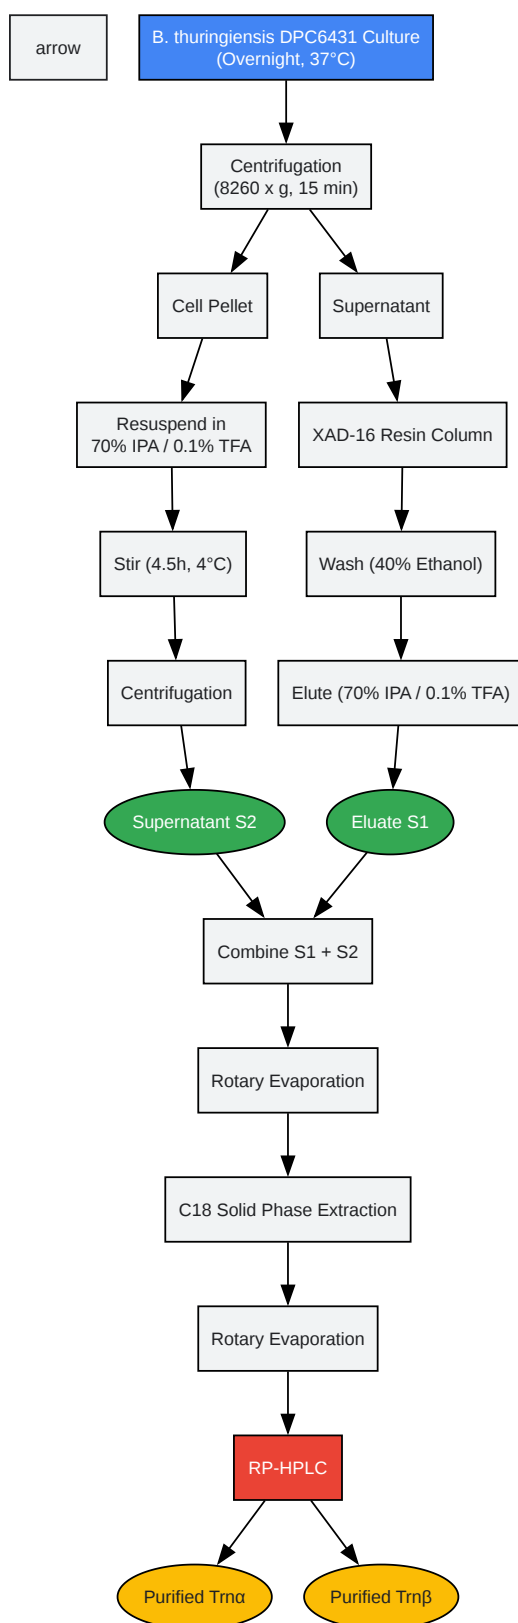 arrow
B. thuringiensis DPC6431 Culture
(Overnight, 37°C)
Centrifugation
(8260 x g, 15 min)
Cell Pellet
Supernatant
Resuspend in
70% IPA / 0.1% TFA
XAD-16 Resin Column
Stir (4.5h, 4°C)
Wash (40% Ethanol)
Centrifugation
Elute (70% IPA / 0.1% TFA)
Supernatant S2
Eluate S1
Combine S1 + S2
Rotary Evaporation
C18 Solid Phase Extraction
Rotary Evaporation
RP-HPLC
Purified Trnα
Purified Trnβ